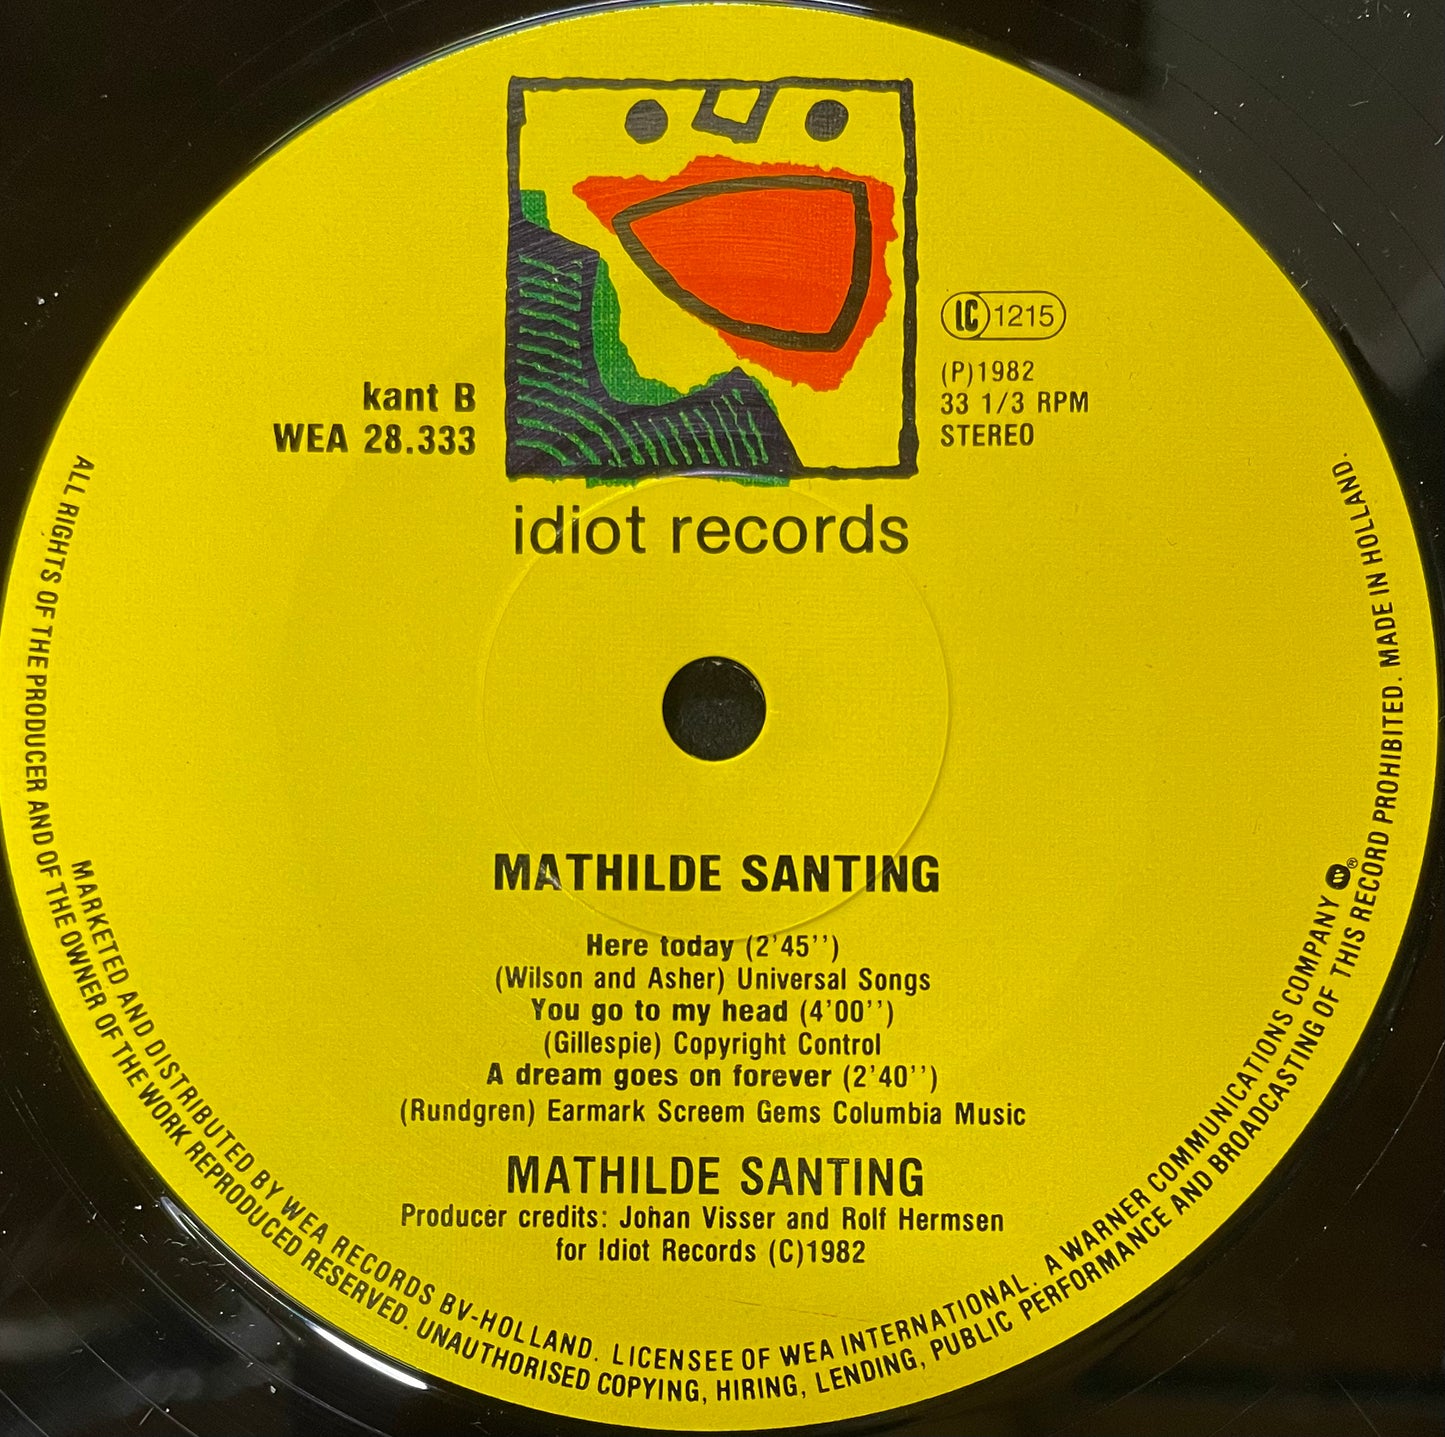 LC 1215
(P)1982
33 1/3 RPM
STEREO
kant B
WEA 28.333
idiot records
MATHILDE SANTING
Here today (2'45'')
(Wilson and Asher) Universal Songs
You go to my head (4'00'')
(Gillespie) Copyright Control
A dream goes on forever (2'40'')
(Rundgren) Earmark Screem Gems Columbia Music
MATHILDE SANTING
Producer credits: Johan Visser and Rolf Hermsen
for Idiot Records (C)1982
MARKETED AND DISTRIBUTED BY WEA RECORDS BV-HOLLAND. LICENSEE OF WEA INTERNATIONAL. A WARNER COMMUNICATIONS COMPANY ®
ALL RIGHTS OF THE PRODUCER AND OF THE OWNER OF THE WORK REPRODUCED RESERVED. UNAUTHORISED COPYING, HIRING, LENDING, PUBLIC PERFORMANCE AND BROADCASTING OF THIS RECORD PROHIBITED. MADE IN HOLLAND.